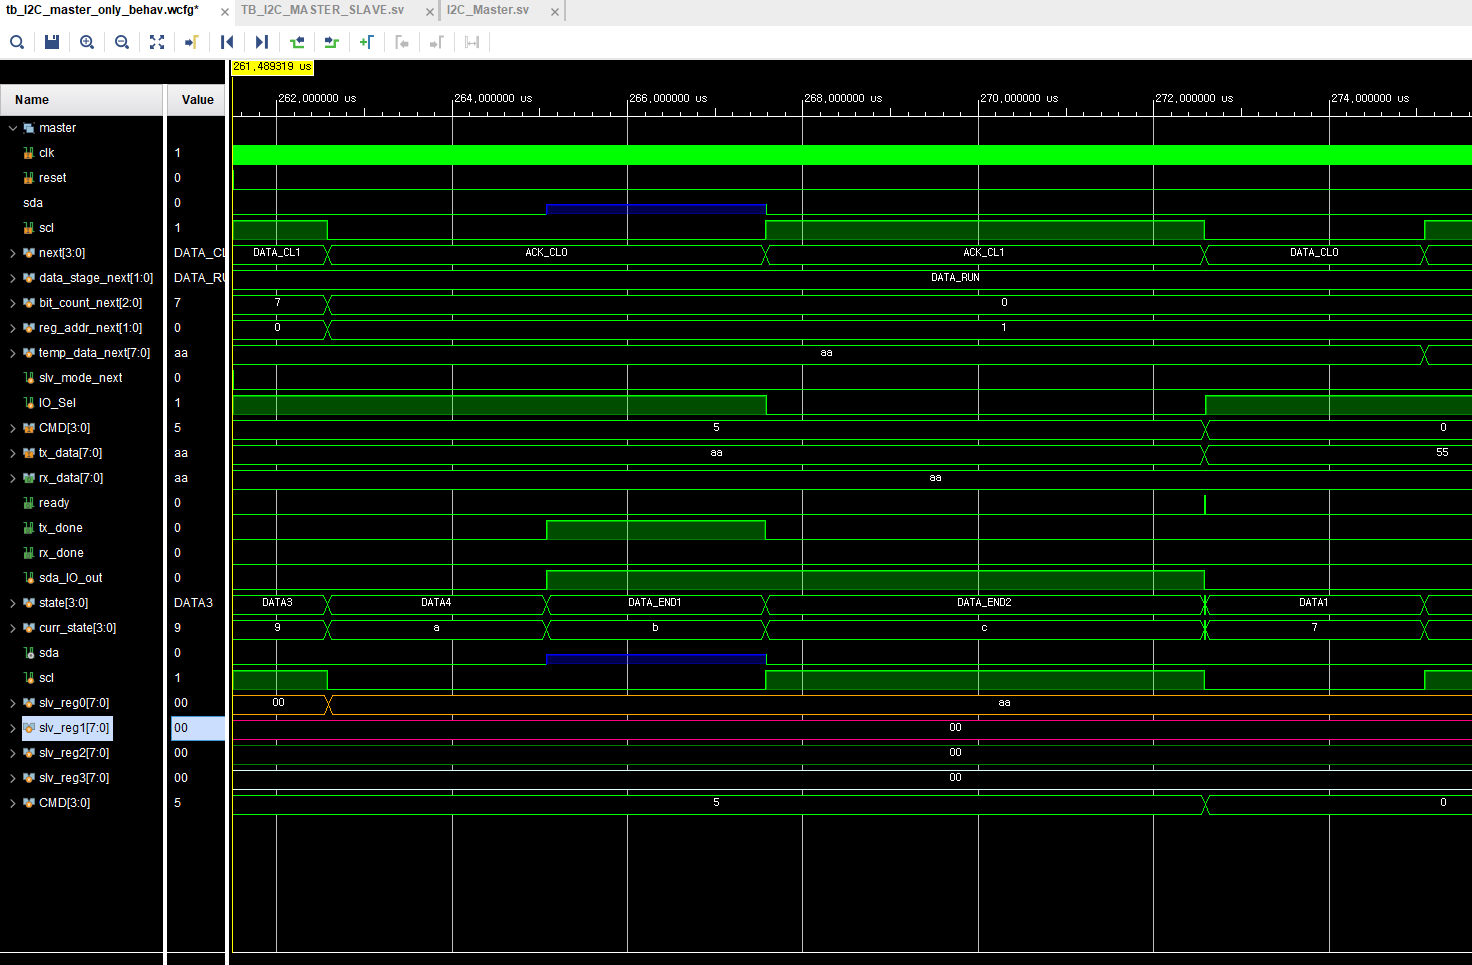 tb_I2C_master_only_behav.wcfg* × TB_I2C_MASTER_SLAVE.sv × I2C_Master.sv ×
261.489319 us
Name Value 262.000000 us 264.000000 us 266.000000 us 268.000000 us 270.000000 us 272.000000 us 274.000000 us
master
clk 1
reset 0
sda 0
scl 1
next[3:0] DATA_CL DATA_CL1 ACK_CL0 ACK_CL1 DATA_CL0
data_stage_next[1:0] DATA_RU DATA_RUN
bit_count_next[2:0] 7 7 0
reg_addr_next[1:0] 0 0 1
temp_data_next[7:0] aa aa
slv_mode_next 0
IO_Sel 1
CMD[3:0] 5 5 0
tx_data[7:0] aa aa 55
rx_data[7:0] aa aa
ready 0
tx_done 0
rx_done 0
sda_IO_out 0
state[3:0] DATA3 DATA3 DATA4 DATA_END1 DATA_END2 DATA1
curr_state[3:0] 9 9 a b c 7
sda 0
scl 1
slv_reg0[7:0] 00 00 aa
slv_reg1[7:0] 00 00
slv_reg2[7:0] 00 00
slv_reg3[7:0] 00 00
CMD[3:0] 5 5 0